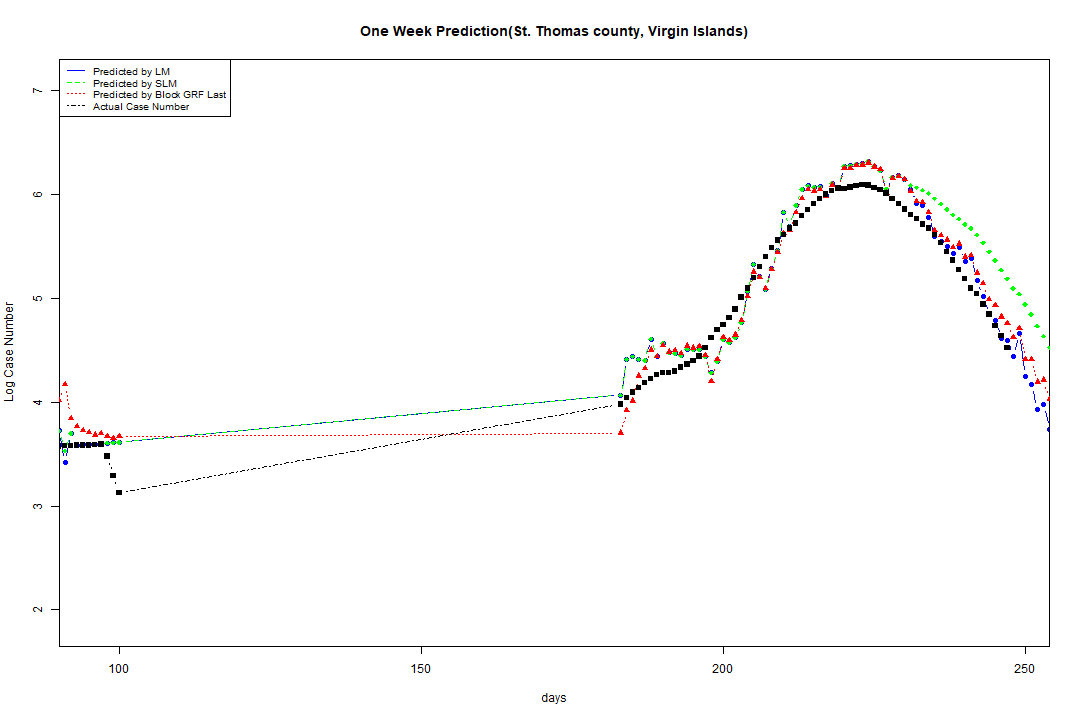 One Week Prediction(St. Thomas county, Virgin Islands)
Predicted by LM
Predicted by SLM
Predicted by Block GRF Last
Actual Case Number
7
6
5
4
3
2
Log Case Number
100
150
200
250
days